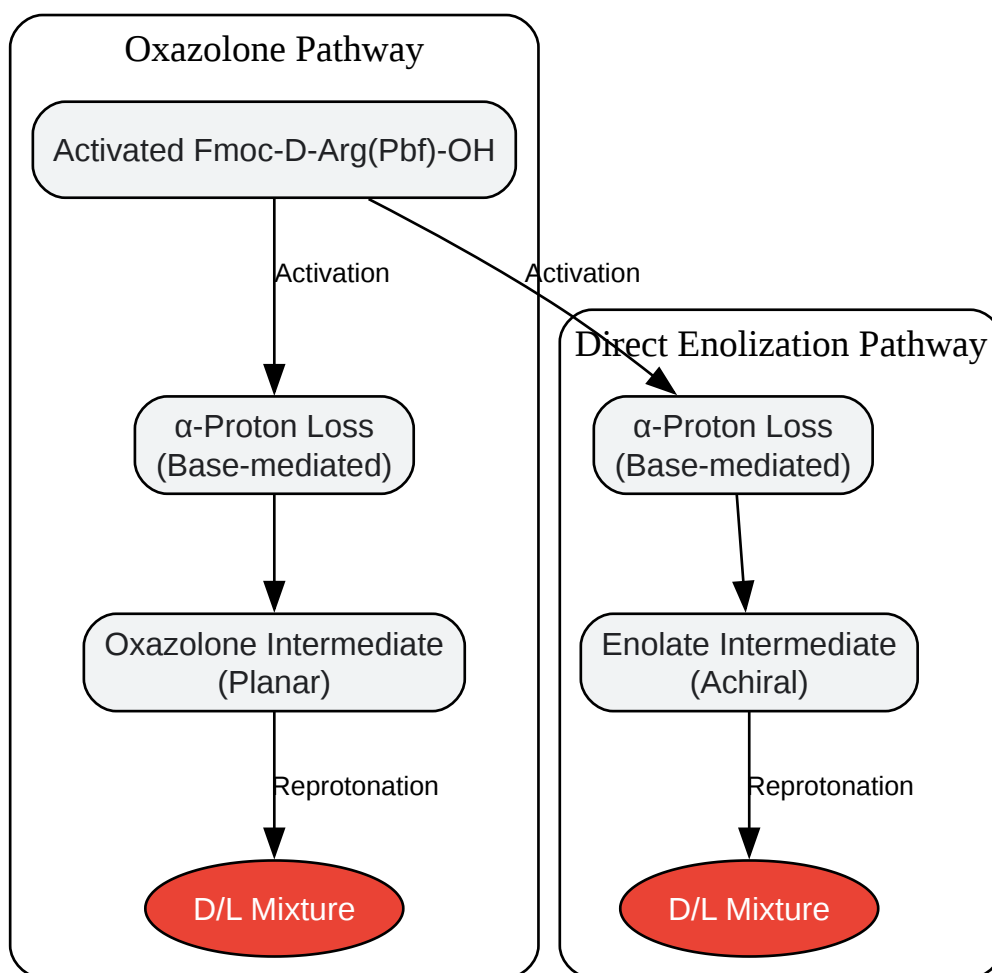 Oxazolone Pathway
Activated Fmoc-D-Arg(Pbf)-OH
Activation
α-Proton Loss
(Base-mediated)
Oxazolone Intermediate
(Planar)
Reprotonation
D/L Mixture
Activation
Direct Enolization Pathway
α-Proton Loss
(Base-mediated)
Enolate Intermediate
(Achiral)
Reprotonation
D/L Mixture